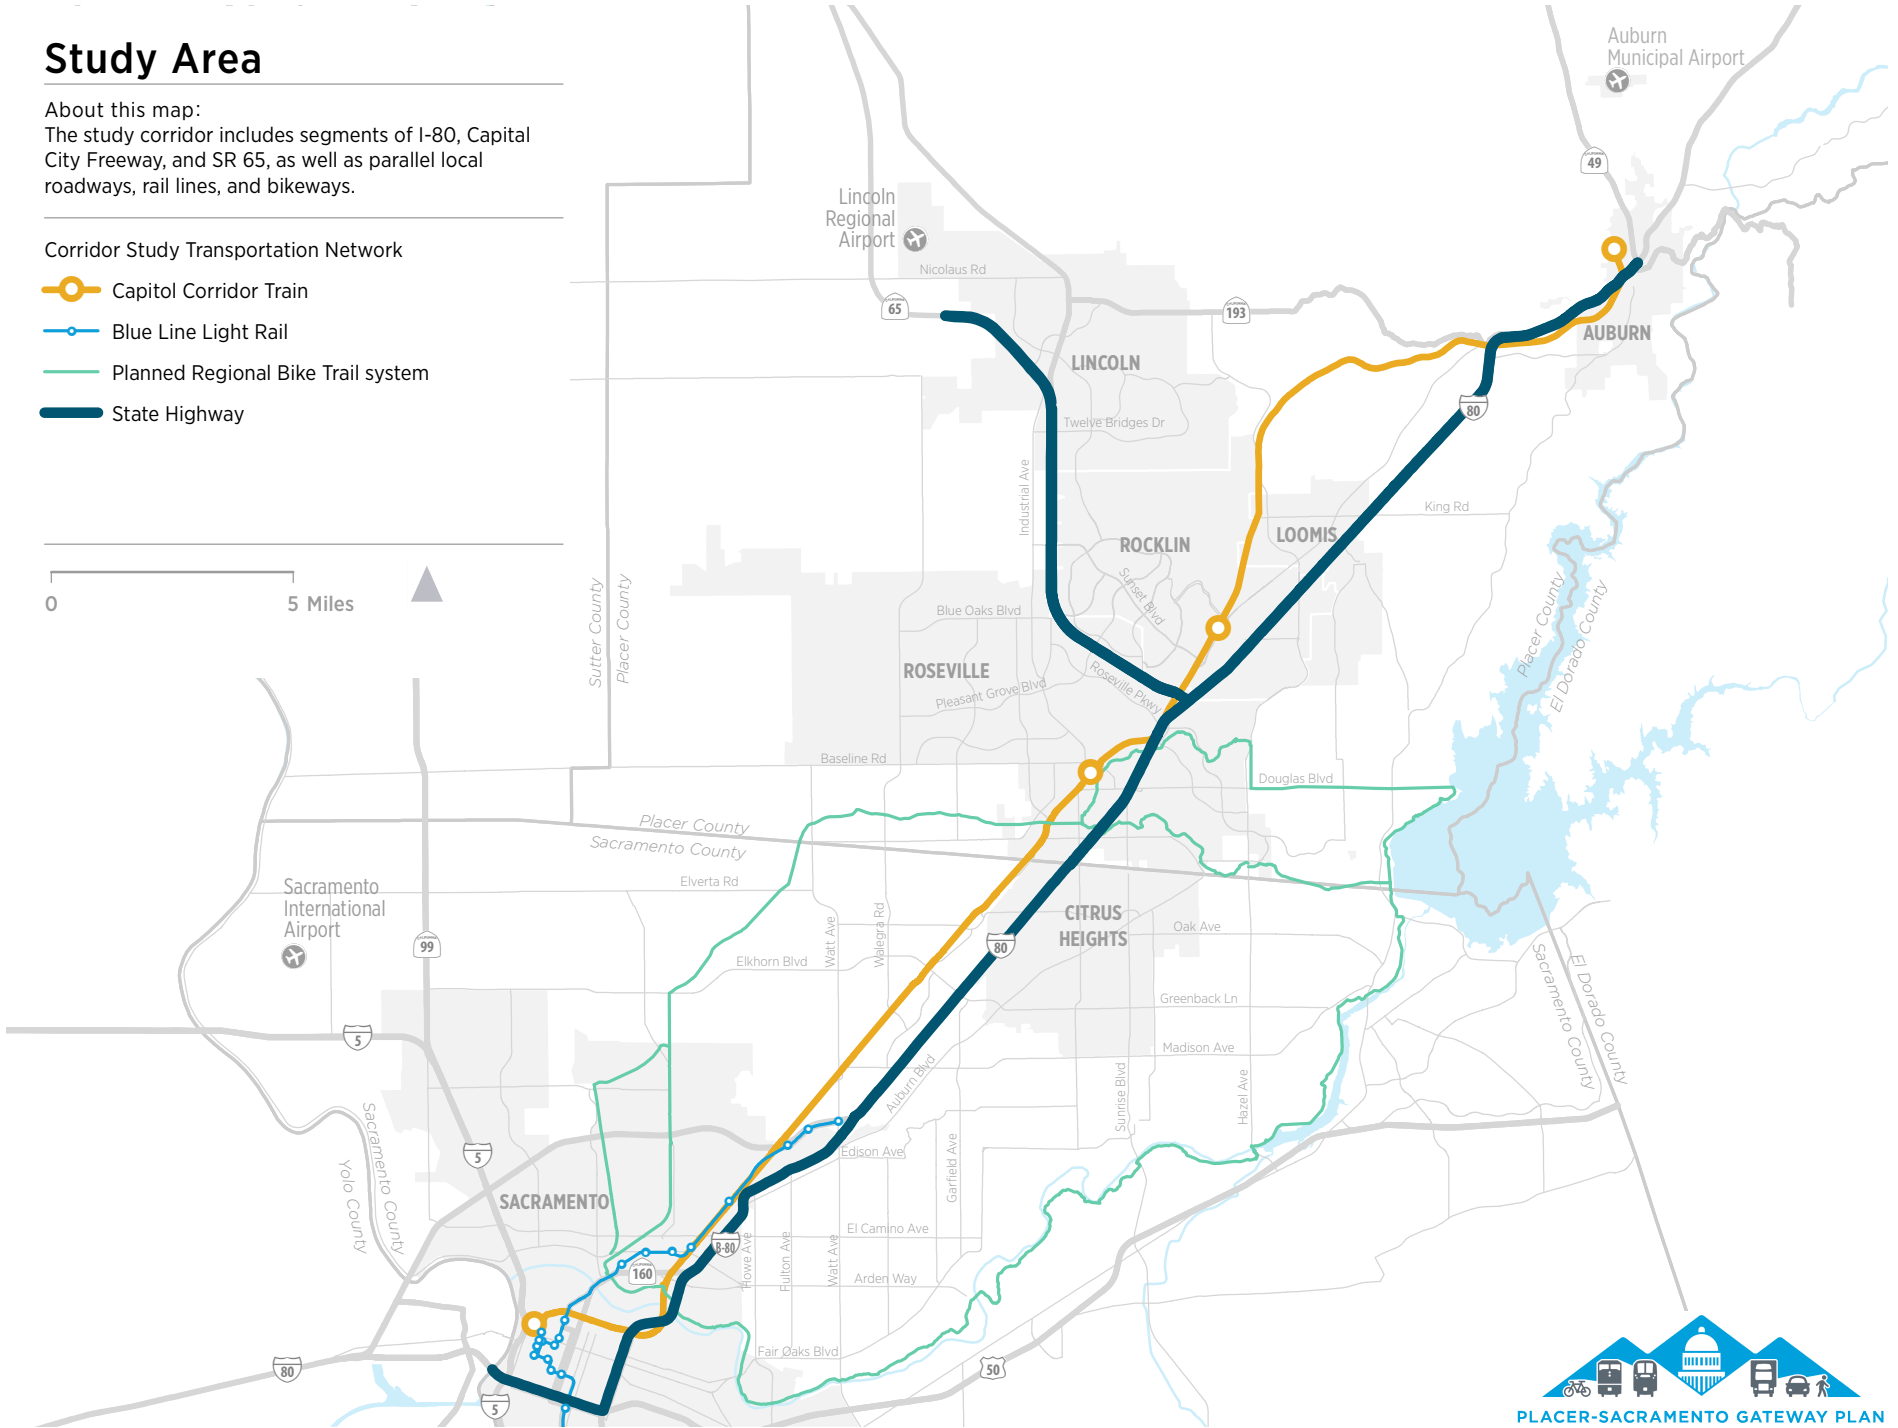 Study Area
About this map:
The study corridor includes segments of I-80, Capital
City Freeway, and SR 65, as well as parallel local
roadways, rail lines, and bikeways.
Corridor Study Transportation Network
Capitol Corridor Train
Blue Line Light Rail
Planned Regional Bike Trail system
State Highway
0
5 Miles
Auburn
Municipal Airport
49
Lincoln
Regional
Airport
Nicolaus Rd
65
193
AUBURN
LINCOLN
80
Twelve Bridges Dr
Industrial Ave
King Rd
ROCKLIN
LOOMIS
Sunset Blvd
Sutter County
Placer County
Blue Oaks Blvd
Placer County
El Dorado County
ROSEVILLE
Roseville Pkwy
Pleasant Grove Blvd
Baseline Rd
Douglas Blvd
Placer County
Sacramento County
Elverta Rd
Sacramento
International
Airport
99
Watt Ave
Walegra Rd
CITRUS
HEIGHTS
80
Oak Ave
Elkhorn Blvd
Sacramento County
El Dorado County
Greenback Ln
5
Madison Ave
Auburn Blvd
Sunrise Blvd
Hazel Ave
Sacramento County
Yolo County
5
Edison Ave
Garfield Ave
SACRAMENTO
El Camino Ave
B-80
Howe Ave
Fulton Ave
Watt Ave
160
Arden Way
Fair Oaks Blvd
80
50
5
PLACER-SACRAMENTO GATEWAY PLAN